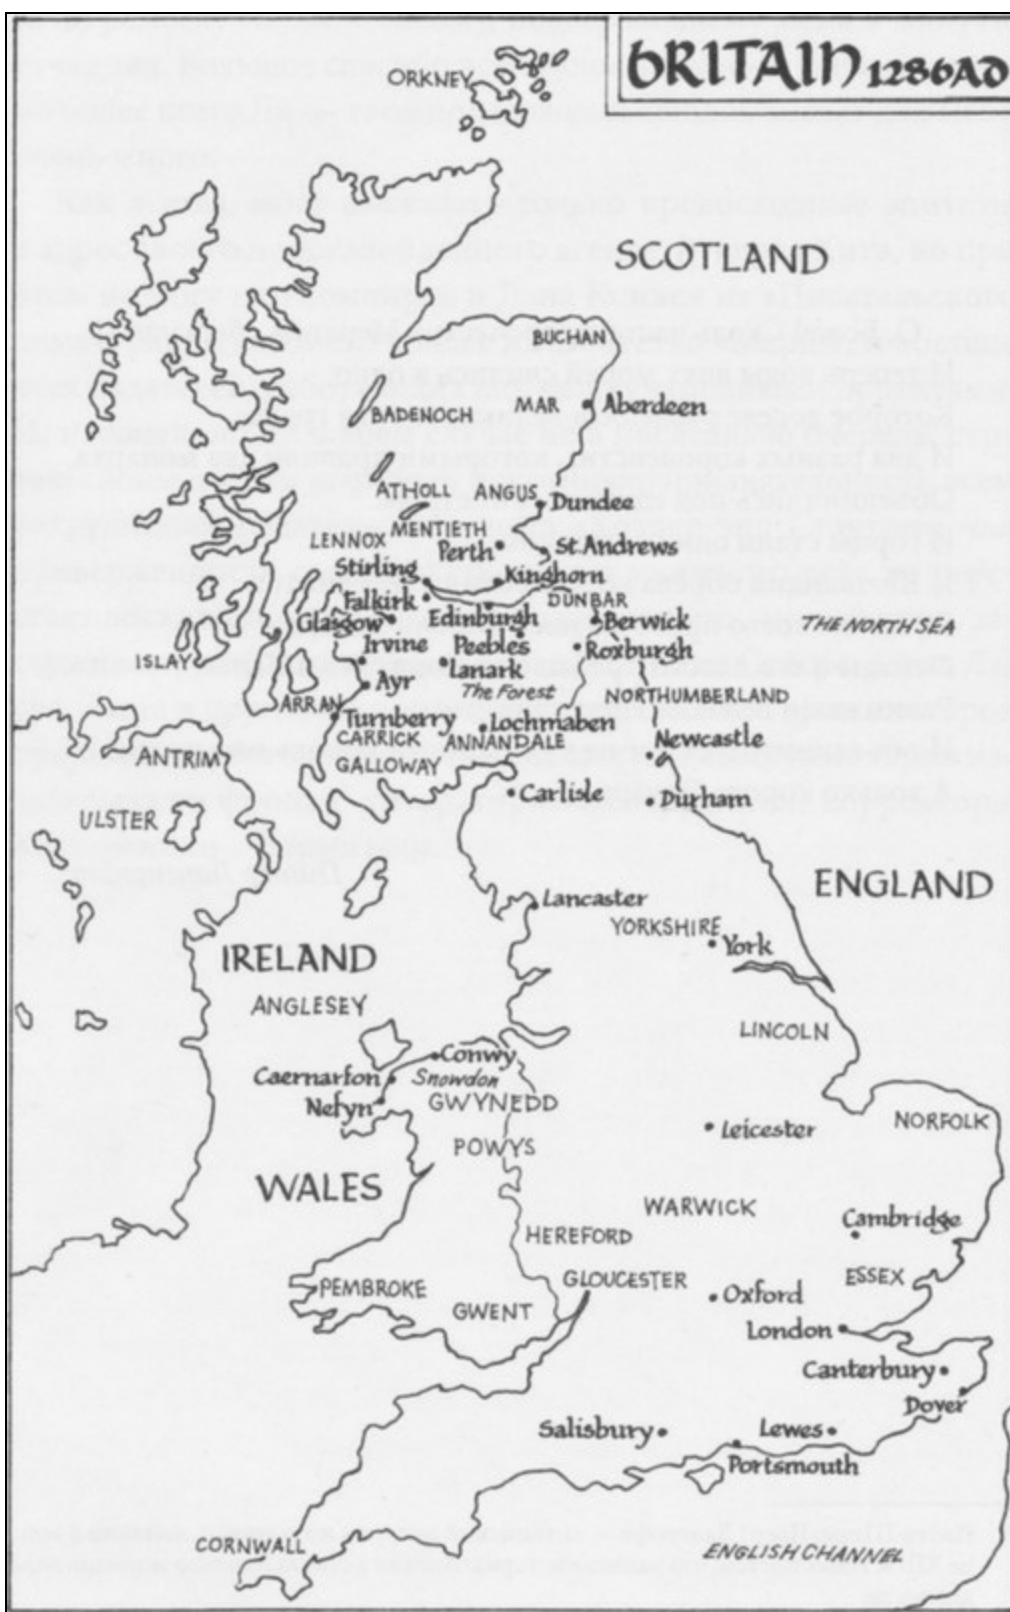 BRITAIN 1286AD
ORKNEY
SCOTLAND
BUCHAN
MAR
Aberdeen
BADENOCH
ATHOLL
ANGUS
Dundee
MENTIETH
LENNOX
Perth
St. Andrews
Stirling
Kinghorn
Falkirk
DUNBAR
Edinburgh
Berwick
Glasgow
THE NORTH SEA
Irvine
Peebles
Roxburgh
ISLAY
Lanark
Ayr
The Forest
NORTHUMBERLAND
ARRAN
Turnberry
Lochmaben
CARRICK
ANNANDALE
Newcastle
ANTRIM
GALLOWAY
Carlisle
Durham
ULSTER
ENGLAND
Lancaster
YORKSHIRE
York
IRELAND
ANGLESEY
LINCOLN
Conwy
Caernarfon
Snowdon
Nefyn
GWYNEDD
NORFOLK
Leicester
POWYS
WALES
WARWICK
Cambridge
HEREFORD
PEMBROKE
GLOUCESTER
ESSEX
GWENT
Oxford
London
Canterbury
Dover
Salisbury
Lewes
Portsmouth
CORNWALL
ENGLISH CHANNEL